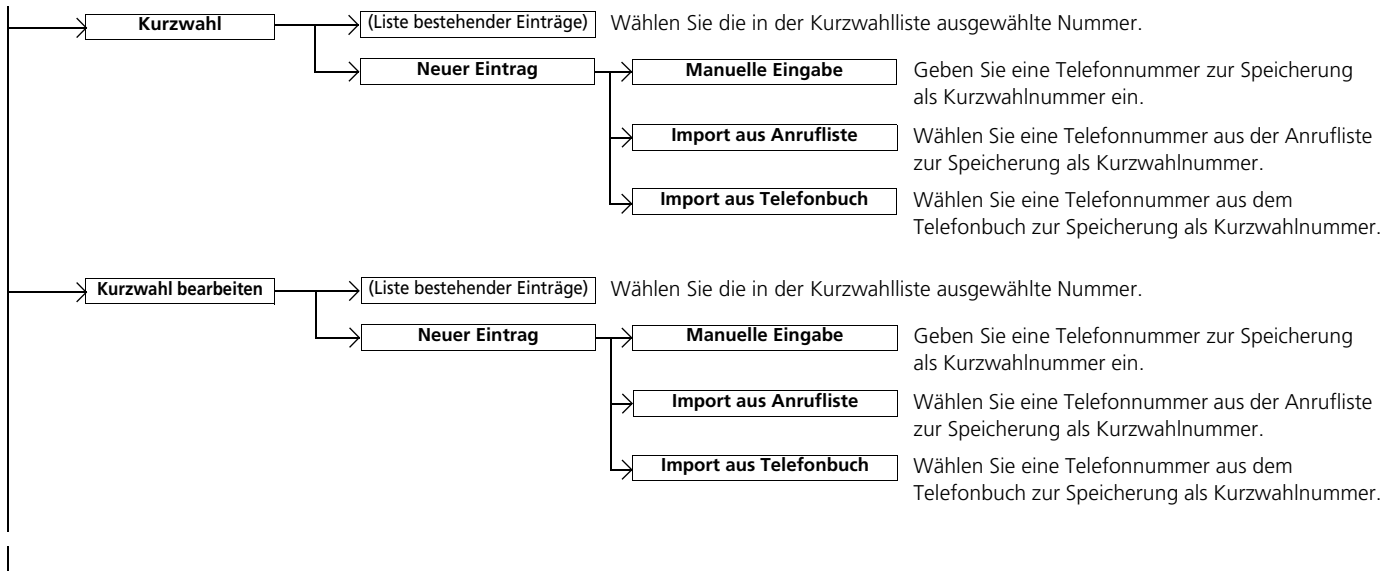 Kurzwahl
(Liste bestehender Einträge)
Wählen Sie die in der Kurzwahlliste ausgewählte Nummer.
Neuer Eintrag
Manuelle Eingabe
Geben Sie eine Telefonnummer zur Speicherung
als Kurzwahlnummer ein.
Import aus Anrufliste
Wählen Sie eine Telefonnummer aus der Anrufliste
zur Speicherung als Kurzwahlnummer.
Import aus Telefonbuch
Wählen Sie eine Telefonnummer aus dem
Telefonbuch zur Speicherung als Kurzwahlnummer.
Kurzwahl bearbeiten
(Liste bestehender Einträge)
Wählen Sie die in der Kurzwahlliste ausgewählte Nummer.
Neuer Eintrag
Manuelle Eingabe
Geben Sie eine Telefonnummer zur Speicherung
als Kurzwahlnummer ein.
Import aus Anrufliste
Wählen Sie eine Telefonnummer aus der Anrufliste
zur Speicherung als Kurzwahlnummer.
Import aus Telefonbuch
Wählen Sie eine Telefonnummer aus dem
Telefonbuch zur Speicherung als Kurzwahlnummer.